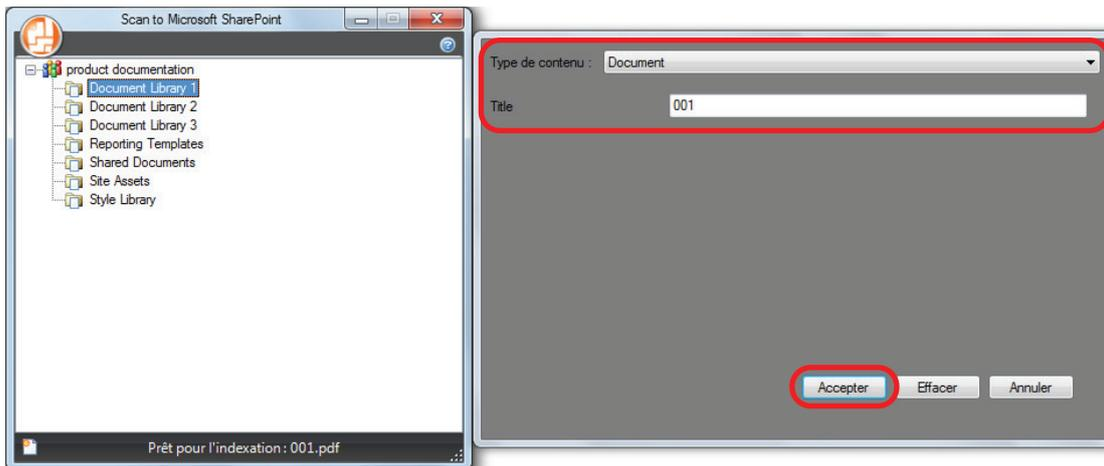 Scan to Microsoft SharePoint
product documentation
Document Library 1
Document Library 2
Document Library 3
Reporting Templates
Shared Documents
Site Assets
Style Library
Prêt pour l'indexation : 001.pdf
Type de contenu : Document
Title 001
Accepter Effacer Annuler